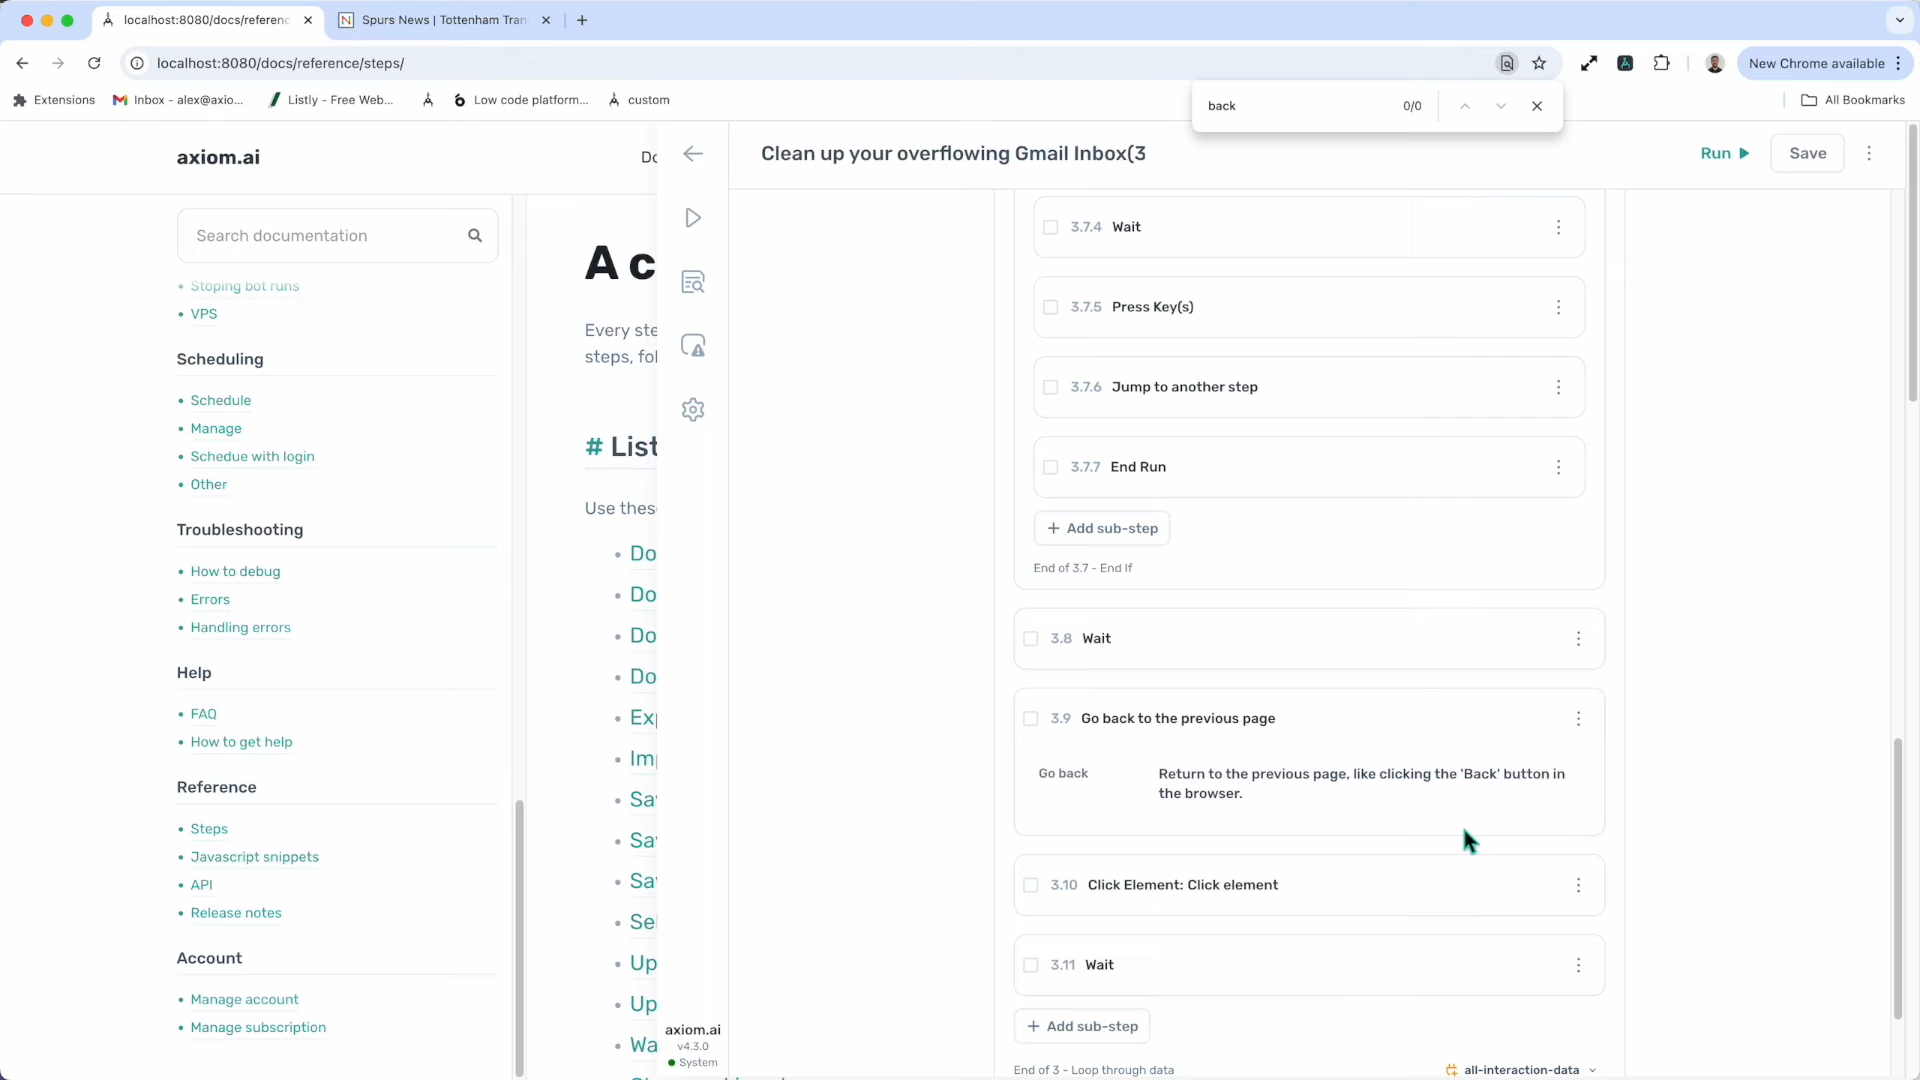 localhost:8080/docs/referenc
Spurs News | Tottenham Tran
localhost:8080/docs/reference/steps/
New Chrome available
Extensions
Inbox - alex@axio...
Listly - Free Web...
Low code platform...
custom
All Bookmarks
back
0/0
axiom.ai
Do
Clean up your overflowing Gmail Inbox(3
Run
Save
Search documentation
Stoping bot runs
VPS
Scheduling
Schedule
Manage
Schedue with login
Other
Troubleshooting
How to debug
Errors
Handling errors
Help
FAQ
How to get help
Reference
Steps
Javascript snippets
API
Release notes
Account
Manage account
Manage subscription
A c
Every ste
steps, fol
# List
Use these
Do
Do
Do
Do
Exp
Imp
Sav
Sav
Sav
Sel
Up
Up
Wa
axiom.ai
v4.3.0
System
3.7.4 Wait
3.7.5 Press Key(s)
3.7.6 Jump to another step
3.7.7 End Run
+ Add sub-step
End of 3.7 - End If
3.8 Wait
3.9 Go back to the previous page
Go back
Return to the previous page, like clicking the 'Back' button in
the browser.
3.10 Click Element: Click element
3.11 Wait
+ Add sub-step
End of 3 - Loop through data
all-interaction-data